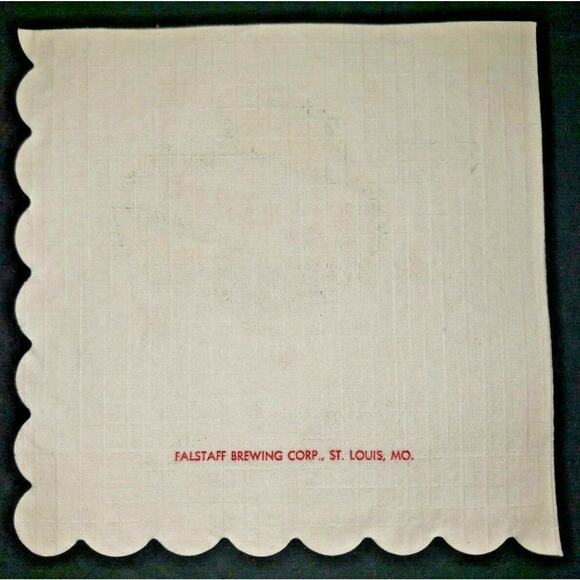 FALSTAFF BREWING CORP., ST. LOUIS, MO.